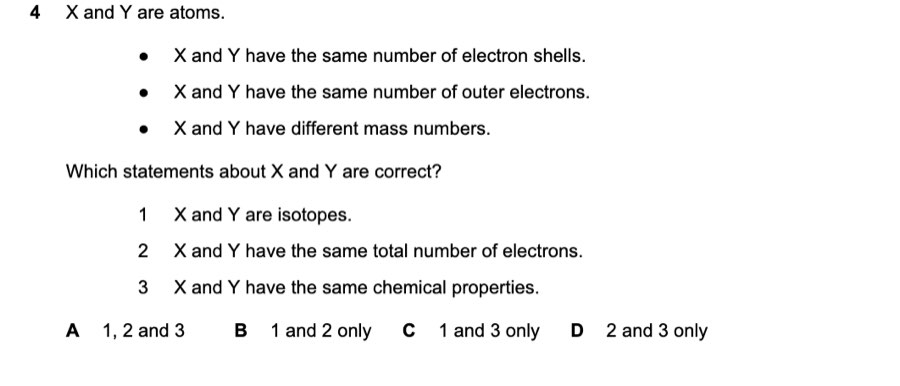 4 X and Y are atoms.
● X and Y have the same number of electron shells.
● X and Y have the same number of outer electrons.
● X and Y have different mass numbers.
Which statements about X and Y are correct?
1 X and Y are isotopes.
2 X and Y have the same total number of electrons.
3 X and Y have the same chemical properties.
A 1, 2 and 3 B 1 and 2 only C 1 and 3 only D 2 and 3 only